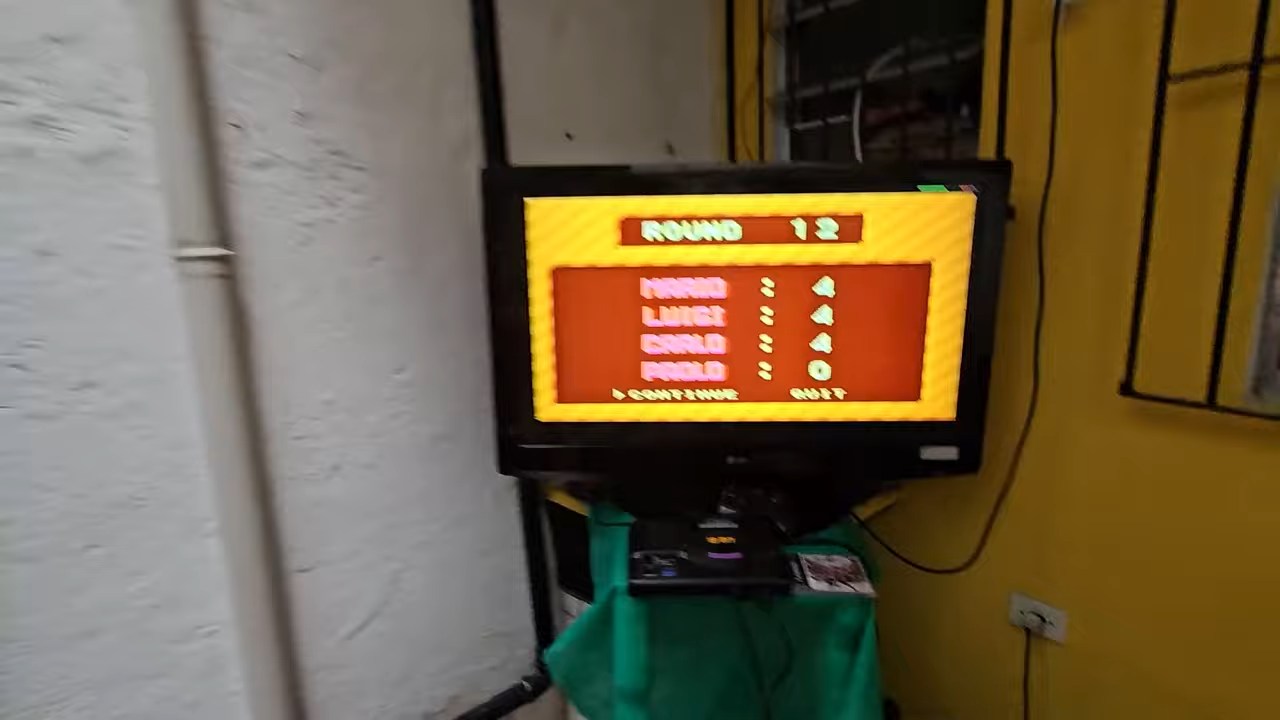 ROUND 12
MARIO : 4
LUIGI : 4
CARLO : 4
PAOLO : 0
CONTINUE QUIT